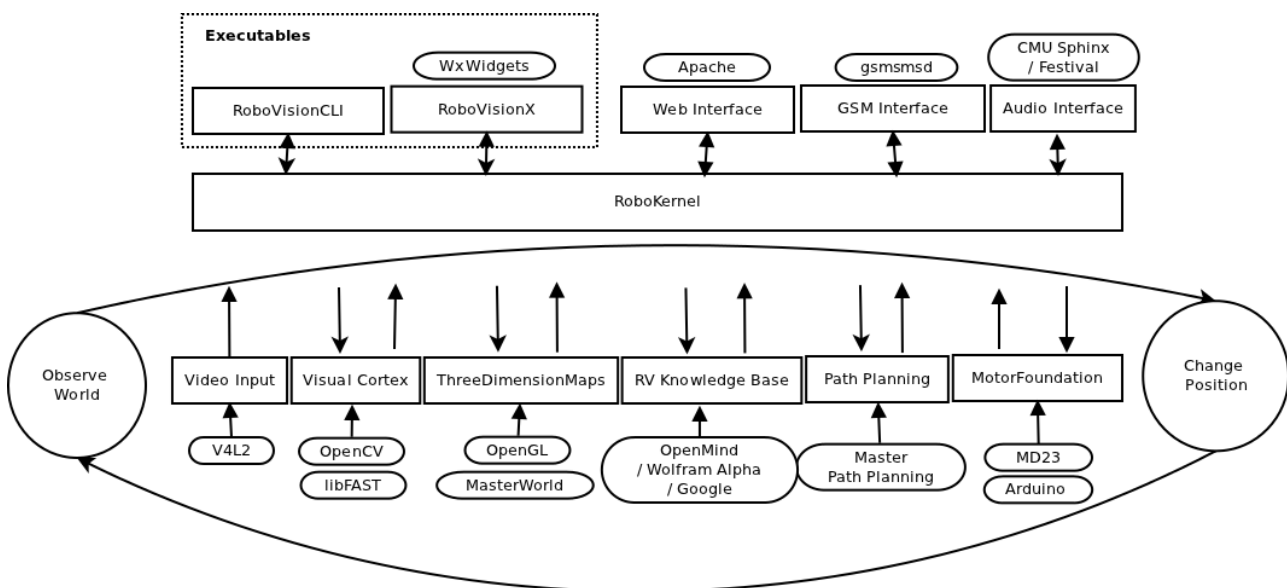 Executables
WxWidgets
Apache
gsmsmsd
CMU Sphinx
/ Festival
RoboVisionCLI
RoboVisionX
Web Interface
GSM Interface
Audio Interface
RoboKernel
Observe
World
Video Input
Visual Cortex
ThreeDimensionMaps
RV Knowledge Base
Path Planning
MotorFoundation
Change
Position
V4L2
OpenCV
libFAST
OpenGL
MasterWorld
OpenMind
/ Wolfram Alpha
/ Google
Master
Path Planning
MD23
Arduino